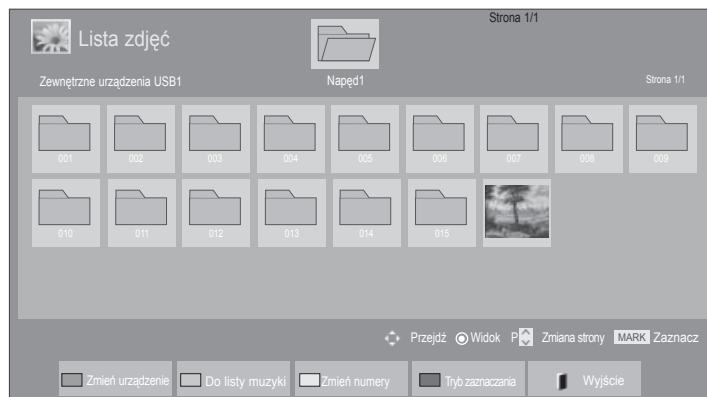 Strona 1/1
Lista zdjęć
Zewnętrzne urządzenia USB1
Napęd1
Strona 1/1
001 002 003 004 005 006 007 008 009
010 011 012 013 014 015
Przejdź Widok P Zmiana strony MARK Zaznacz
Zmień urządzenie Do listy muzyki Zmień numery Tryb zaznaczania Wyjście